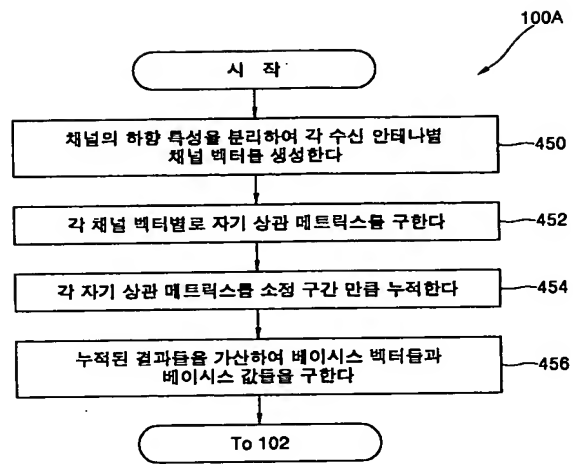 100A
시 작
채널의 하향 특성을 분리하여 각 수신 안테나별
채널 벡터를 생성한다
450
각 채널 벡터별로 자기 상관 메트릭스를 구한다
452
각 자기 상관 메트릭스를 소정 구간 만큼 누적한다
454
누적된 결과들을 가산하여 베이시스 벡터들과
베이시스 값들을 구한다
456
To 102